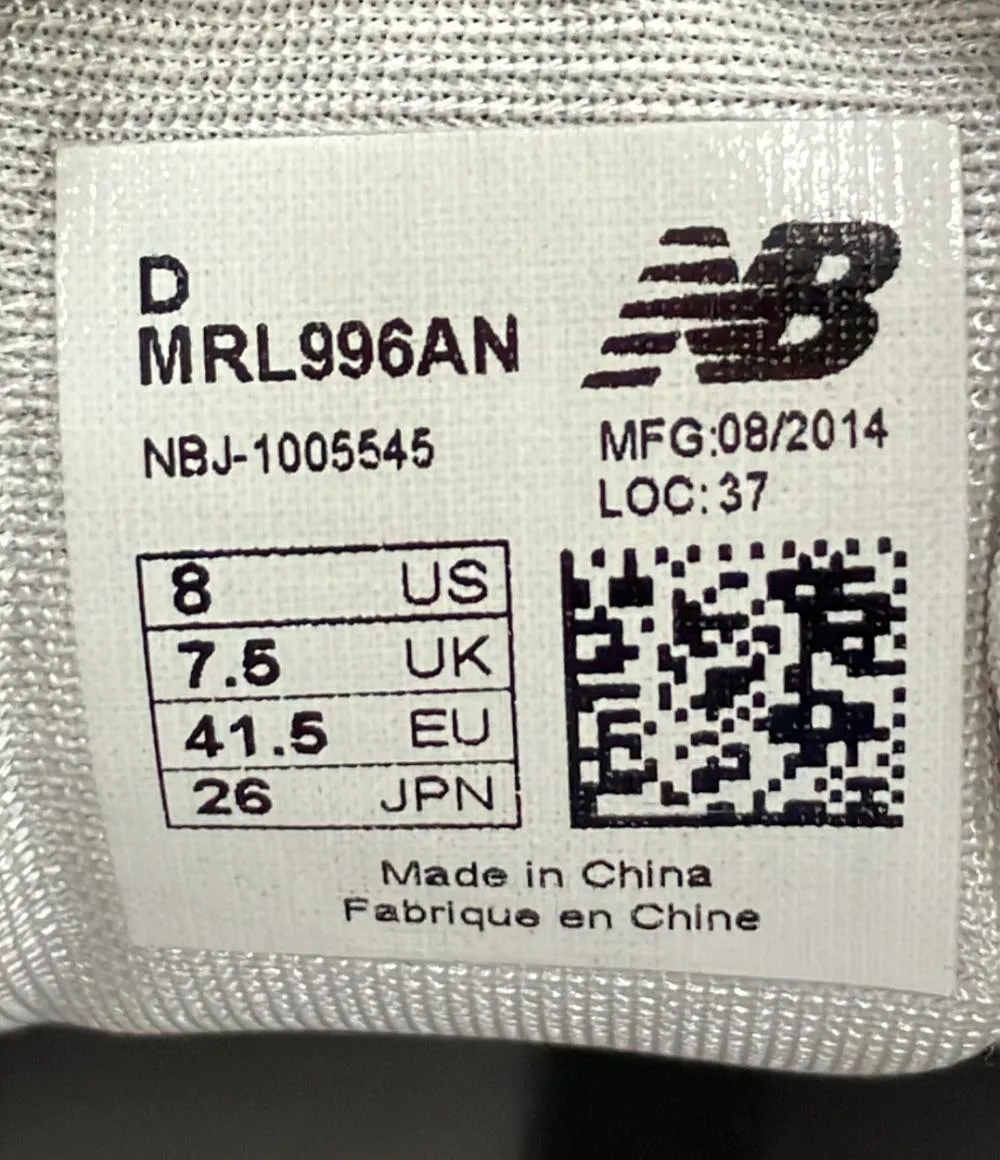 D
MRL996AN
NB
NBJ-1005545
MFG:08/2014
LOC:37
8 US
7.5 UK
41.5 EU
26 JPN
Made in China
Fabrique en Chine